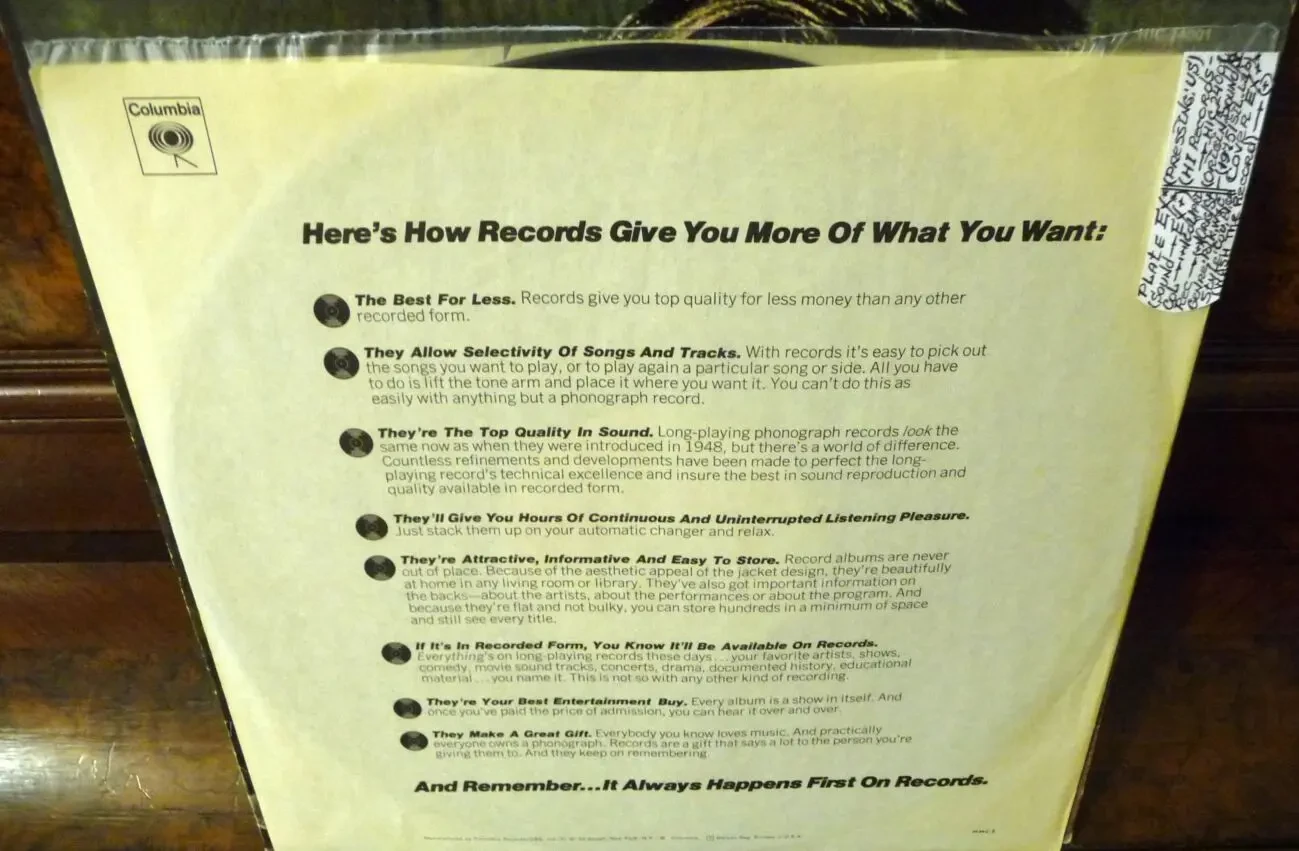 Columbia
Here's How Records Give You More Of What You Want:
The Best For Less. Records give you top quality for less money than any other
recorded form.
They Allow Selectivity Of Songs And Tracks. With records it's easy to pick out
the songs you want to play, or to play again a particular song or side. All you have
to do is lift the tone arm and place it where you want it. You can't do this as
easily with anything but a phonograph record.
They're The Top Quality In Sound. Long-playing phonograph records look the
same now as when they were introduced in 1948, but there's a world of difference.
Countless refinements and developments have been made to perfect the long-
playing record's technical excellence and insure the best in sound reproduction and
quality available in recorded form.
They'll Give You Hours Of Continuous And Uninterrupted Listening Pleasure.
Just stack them up on your automatic changer and relax.
They're Attractive, Informative And Easy To Store. Record albums are never
out of place. Because of the aesthetic appeal of the jacket design, they're beautifully
at home in any living room or library. They've also got important information on
the backs—about the artists, about the performances or about the program. And
because they're flat and not bulky, you can store hundreds in a minimum of space
and still see every title.
If It's In Recorded Form, You Know It'll Be Available On Records.
Everything's on long-playing records these days...your favorite artists, shows,
comedy, movie sound tracks, concerts, drama, documented history, educational
material...you name it. This is not so with any other kind of recording.
They're Your Best Entertainment Buy. Every album is a show in itself. And
once you've paid the price of admission, you can hear it over and over.
They Make A Great Gift. Everybody you know loves music. And practically
everyone owns a phonograph. Records are a gift that says a lot to the person you're
giving them to. And they keep on remembering.
And Remember...It Always Happens First On Records.
PLATE EX
(PRESSING:US)
SOUND
(HI RECORDS-
COVER EX
RECORD)